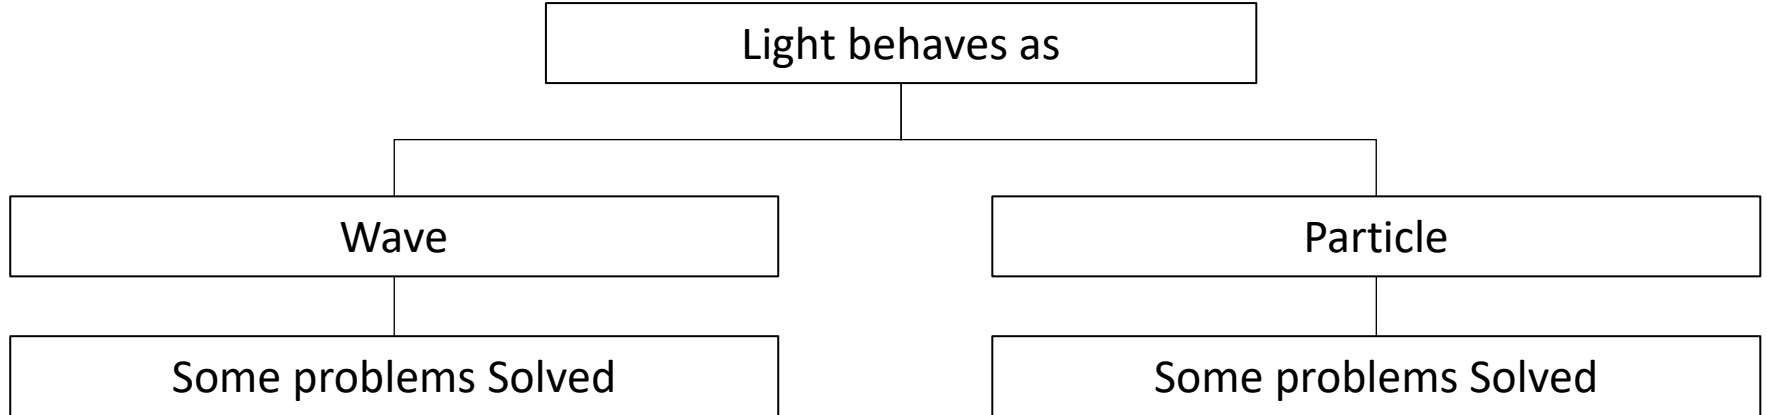 Light behaves as
Wave
Particle
Some problems Solved
Some problems Solved